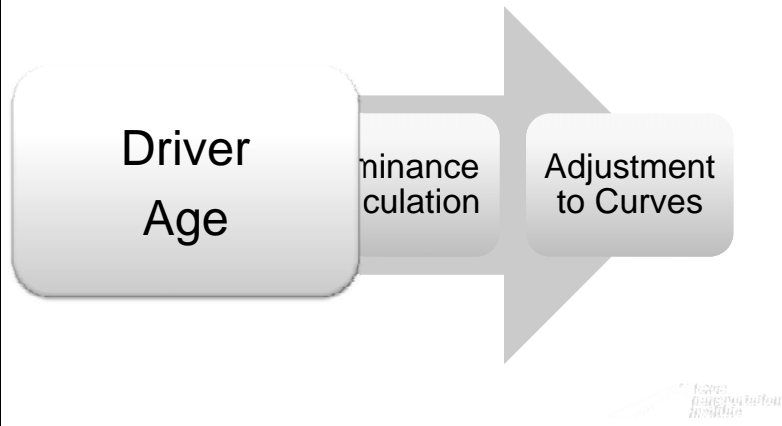 Driver
Age
minance
culation
Adjustment
to Curves